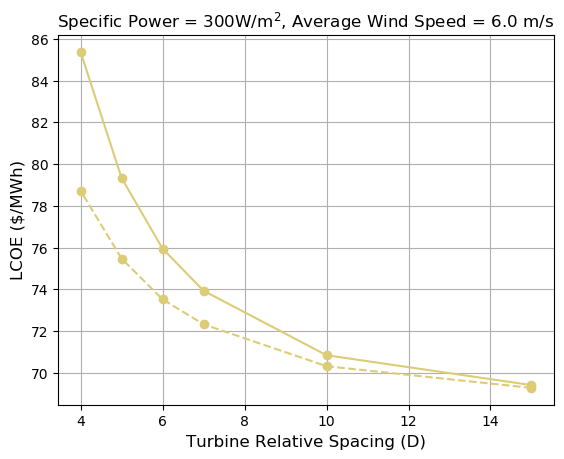 Specific Power = 300W/m², Average Wind Speed = 6.0 m/s
86
84
82
80
78
76
74
72
70
LCOE ($/MWh)
4 6 8 10 12 14
Turbine Relative Spacing (D)